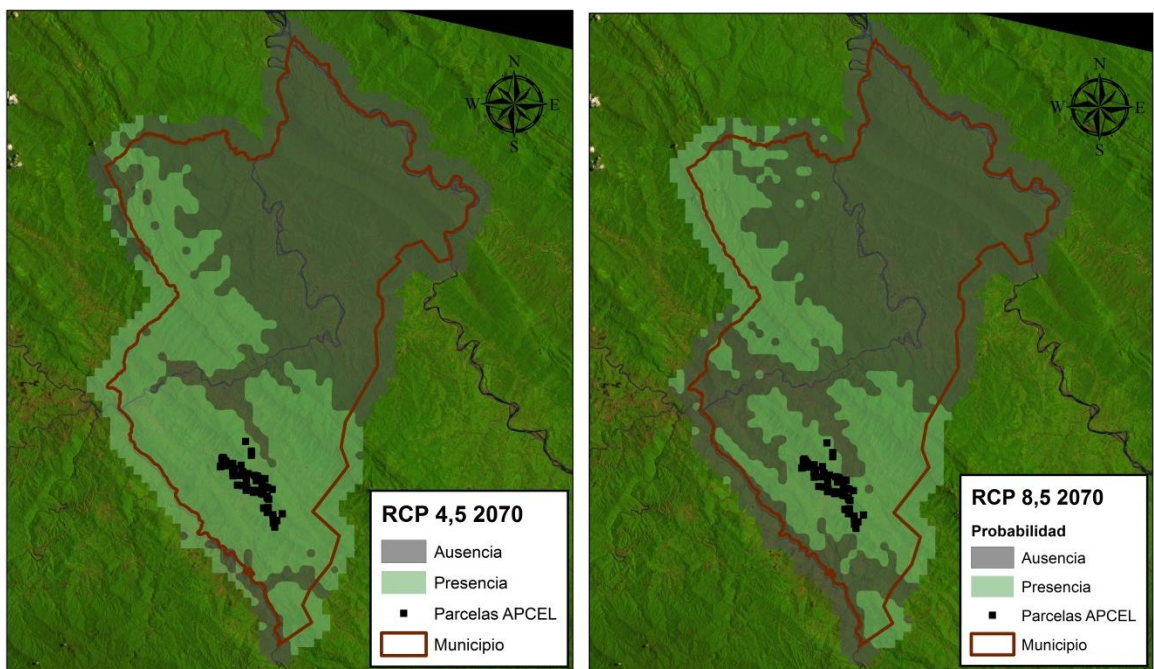 N
W E
S
RCP 4,5 2070
Ausencia
Presencia
Parcelas APCEL
Municipio
N
W E
S
RCP 8,5 2070
Probabilidad
Ausencia
Presencia
Parcelas APCEL
Municipio